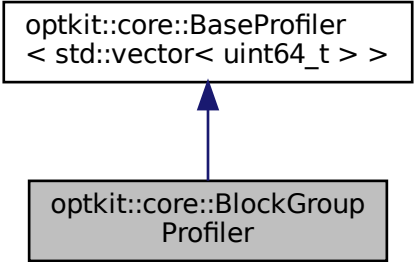 optkit::core::BaseProfiler
< std::vector< uint64_t > >
optkit::core::BlockGroup
Profiler